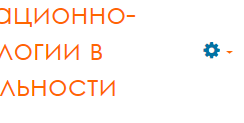 ационно-
логии в
льности